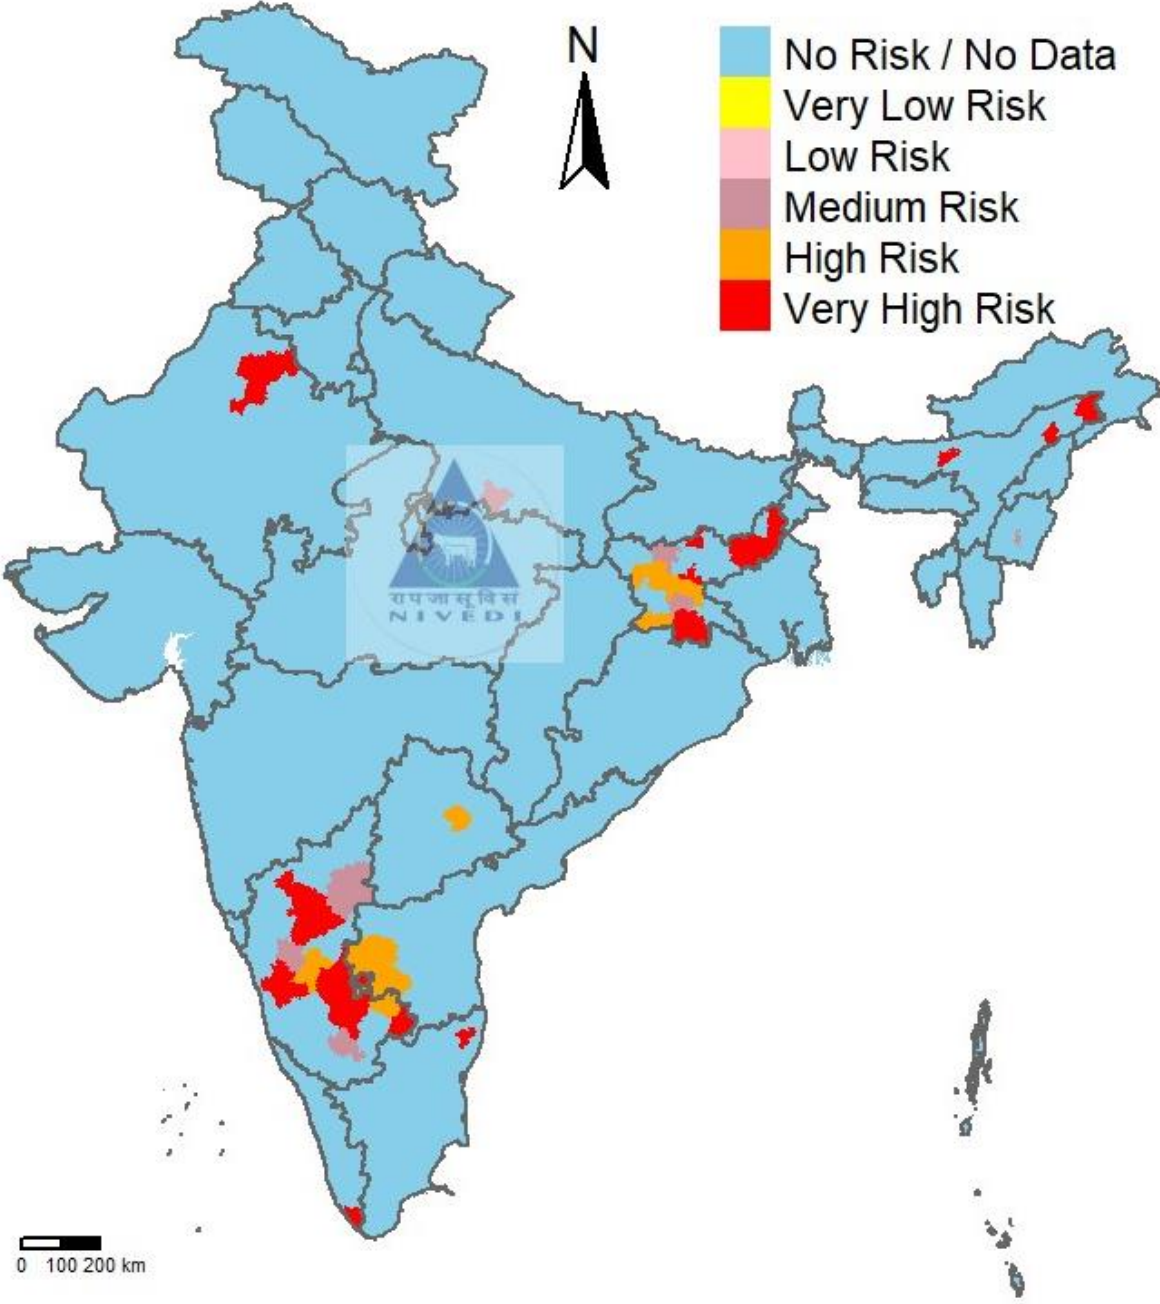 N
No Risk / No Data
Very Low Risk
Low Risk
Medium Risk
High Risk
Very High Risk
रा प जा सू वि सं
NIVEDI
0 100 200 km